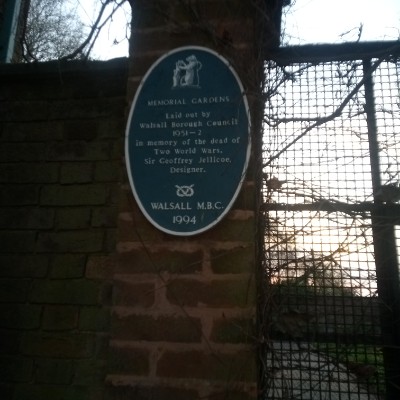 MEMORIAL GARDENS
Laid out by
Walsall Borough Council
1951-2
in memory of the dead of
Two World Wars.
Sir Geoffrey Jellicoe,
Designer.
WALSALL M.B.C.
1994